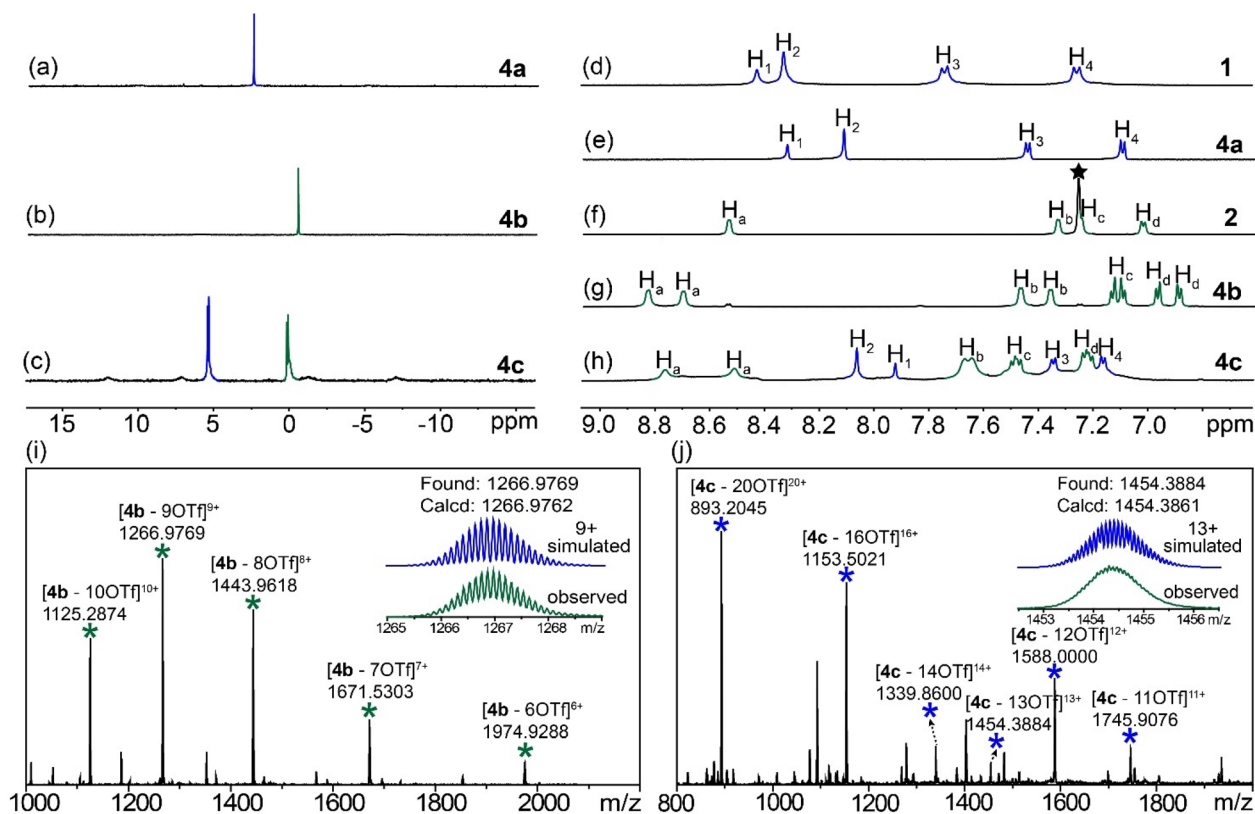 (a)
4a
(b)
4b
(c)
4c
15 10 5 0 -5 -10 ppm
(d) H1 H2 H3 H4 1
(e) H1 H2 H3 H4 4a
(f) Ha Hb Hc Hd 2
(g) Ha Ha Hb Hb Hc Hd Hd 4b
(h) Ha Ha H2 H1 Hb Hc H3 Hd H4 4c
9.0 8.8 8.6 8.4 8.2 8.0 7.8 7.6 7.4 7.2 7.0 ppm
(i)
[4b - 10OTf]10+
1125.2874
[4b - 9OTf]9+
1266.9769
[4b - 8OTf]8+
1443.9618
[4b - 7OTf]7+
1671.5303
[4b - 6OTf]6+
1974.9288
Found: 1266.9769
Calcd: 1266.9762
9+
simulated
observed
1265 1266 1267 1268 m/z
1000 1200 1400 1600 1800 2000 m/z
(j)
[4c - 20OTf]20+
893.2045
[4c - 16OTf]16+
1153.5021
[4c - 14OTf]14+
1339.8600
[4c - 13OTf]13+
1454.3884
[4c - 12OTf]12+
1588.0000
[4c - 11OTf]11+
1745.9076
Found: 1454.3884
Calcd: 1454.3861
13+
simulated
observed
1453 1454 1455 1456 m/z
800 1000 1200 1400 1600 1800 m/z